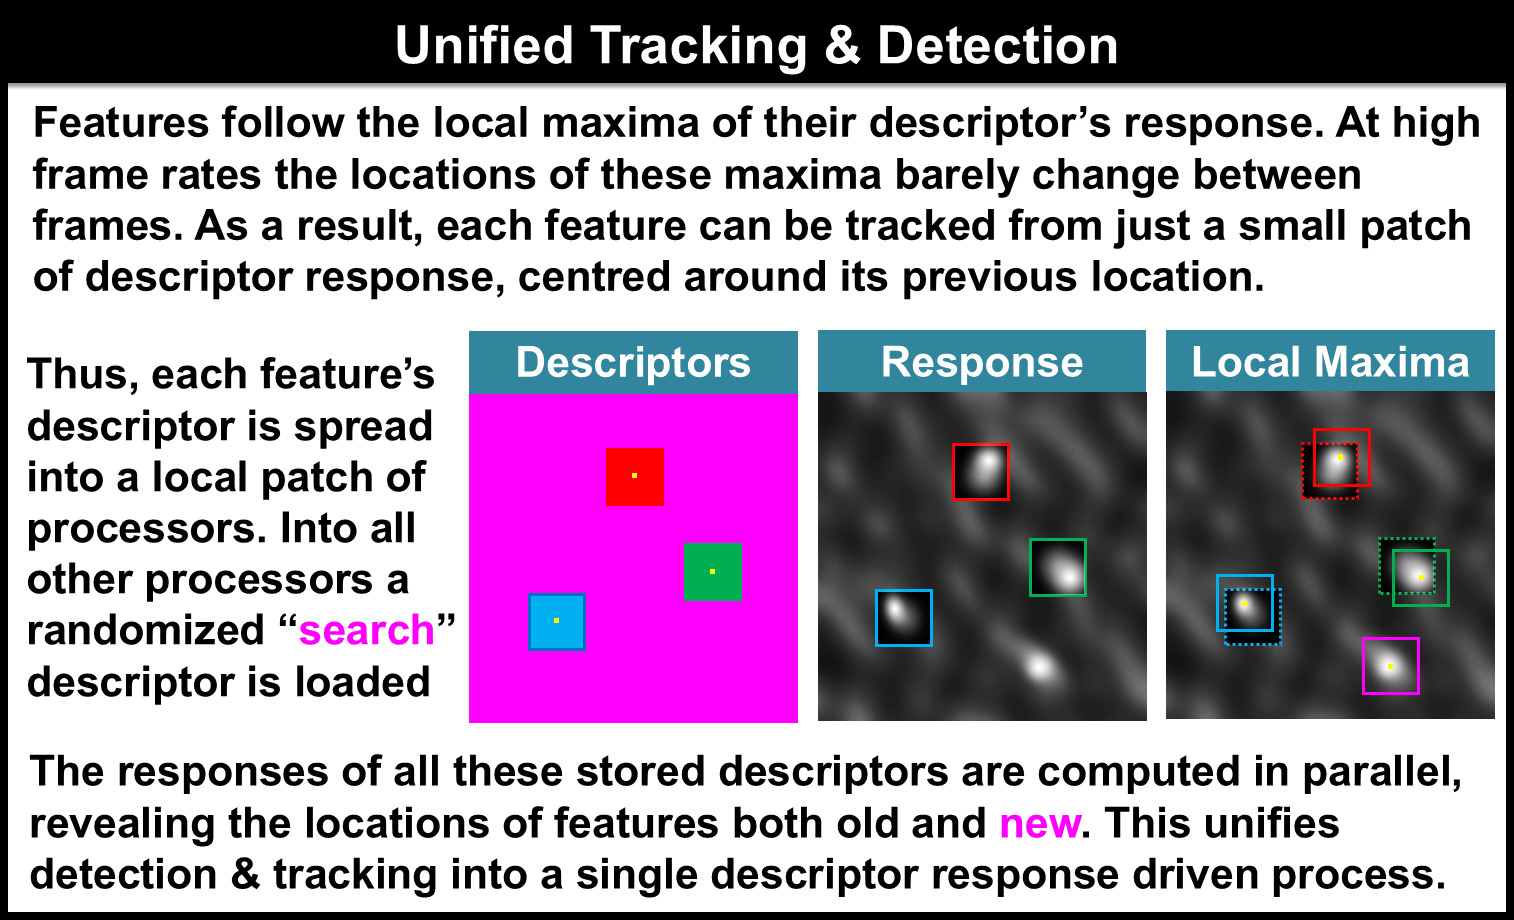 Unified Tracking & Detection
Features follow the local maxima of their descriptor’s response. At high
frame rates the locations of these maxima barely change between
frames. As a result, each feature can be tracked from just a small patch
of descriptor response, centred around its previous location.
Thus, each feature’s
descriptor is spread
into a local patch of
processors. Into all
other processors a
randomized “search”
descriptor is loaded
Descriptors
Response
Local Maxima
The responses of all these stored descriptors are computed in parallel,
revealing the locations of features both old and new. This unifies
detection & tracking into a single descriptor response driven process.